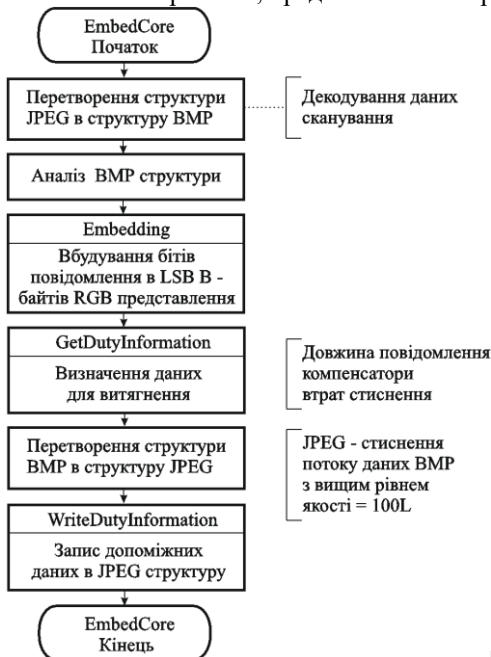 EmbedCore
Початок
Перетворення структури
JPEG в структуру BMP
Декодування даних
сканування
Аналіз BMP структури
Embedding
Вбудування бітів
повідомлення в LSB B -
байтів RGB представлення
GetDutyInformation
Визначення даних
для витягнення
Довжина повідомлення
компенсатори
втрат стиснення
Перетворення структури
BMP в структуру JPEG
JPEG - стиснення
потоку даних BMP
з вищим рівнем
якості = 100L
WriteDutyInformation
Запис допоміжних
даних в JPEG структуру
EmbedCore
Кінець